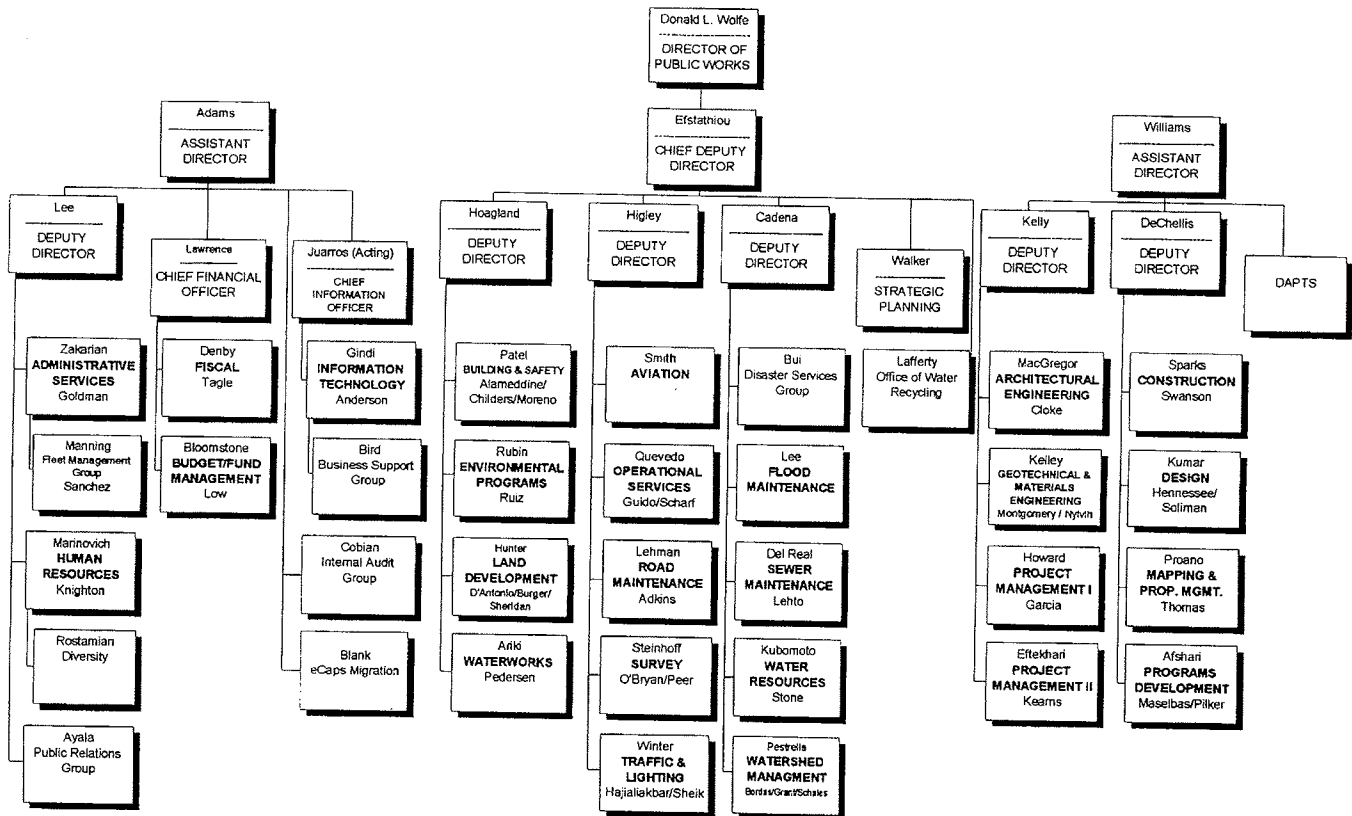 Donald L. Wolfe
DIRECTOR OF
PUBLIC WORKS
Efstathiou
CHIEF DEPUTY
DIRECTOR
Adams
ASSISTANT
DIRECTOR
Williams
ASSISTANT
DIRECTOR
Lee
DEPUTY
DIRECTOR
Lawrence
CHIEF FINANCIAL
OFFICER
Juarros (Acting)
CHIEF
INFORMATION
OFFICER
Hoagland
DEPUTY
DIRECTOR
Higley
DEPUTY
DIRECTOR
Cadena
DEPUTY
DIRECTOR
Walker
STRATEGIC
PLANNING
Kelly
DEPUTY
DIRECTOR
DeChellis
DEPUTY
DIRECTOR
DAPTS
Zakarian
ADMINISTRATIVE
SERVICES
Goldman
Manning
Fleet Management
Group
Sanchez
Marinovich
HUMAN
RESOURCES
Knighton
Rostamian
Diversity
Ayala
Public Relations
Group
Denby
FISCAL
Tagle
Bloomstone
BUDGET/FUND
MANAGEMENT
Low
Gindi
INFORMATION
TECHNOLOGY
Anderson
Bird
Business Support
Group
Cobian
Internal Audit
Group
Blank
eCaps Migration
Patel
BUILDING & SAFETY
Alameddine/
Childers/Moreno
Rubin
ENVIRONMENTAL
PROGRAMS
Ruiz
Hunter
LAND
DEVELOPMENT
D'Antonio/Burger/
Sheridan
Ariki
WATERWORKS
Pedersen
Smith
AVIATION
Quevedo
OPERATIONAL
SERVICES
Guido/Scharf
Lehman
ROAD
MAINTENANCE
Adkins
Steinhoff
SURVEY
O'Bryan/Peer
Winter
TRAFFIC &
LIGHTING
Hajialiakbar/Sheik
Bui
Disaster Services
Group
Lee
FLOOD
MAINTENANCE
Del Real
SEWER
MAINTENANCE
Lehto
Kubomoto
WATER
RESOURCES
Stone
Pestrella
WATERSHED
MANAGMENT
Bordas/Grant/Schales
Lafferty
Office of Water
Recycling
MacGregor
ARCHITECTURAL
ENGINEERING
Cloke
Kelley
GEOTECHNICAL &
MATERIALS
ENGINEERING
Montgomery / Nyivih
Howard
PROJECT
MANAGEMENT I
Garcia
Eftekhari
PROJECT
MANAGEMENT II
Kearns
Sparks
CONSTRUCTION
Swanson
Kumar
DESIGN
Hennessee/
Soliman
Proano
MAPPING &
PROP. MGMT.
Thomas
Afshari
PROGRAMS
DEVELOPMENT
Maselbas/Pilker